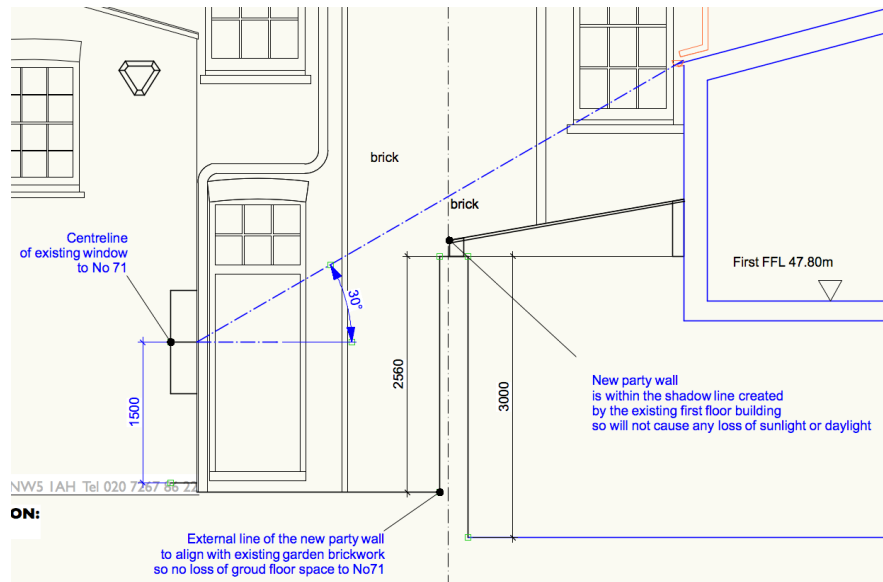 brick
brick
Centreline
of existing window
to No 71
30°
First FFL 47.80m
2560
3000
1500
New party wall
is within the shadow line created
by the existing first floor building
so will not cause any loss of sunlight or daylight
NW5 1AH Tel 020 7267 86 22
ON:
External line of the new party wall
to align with existing garden brickwork
so no loss of groud floor space to No71